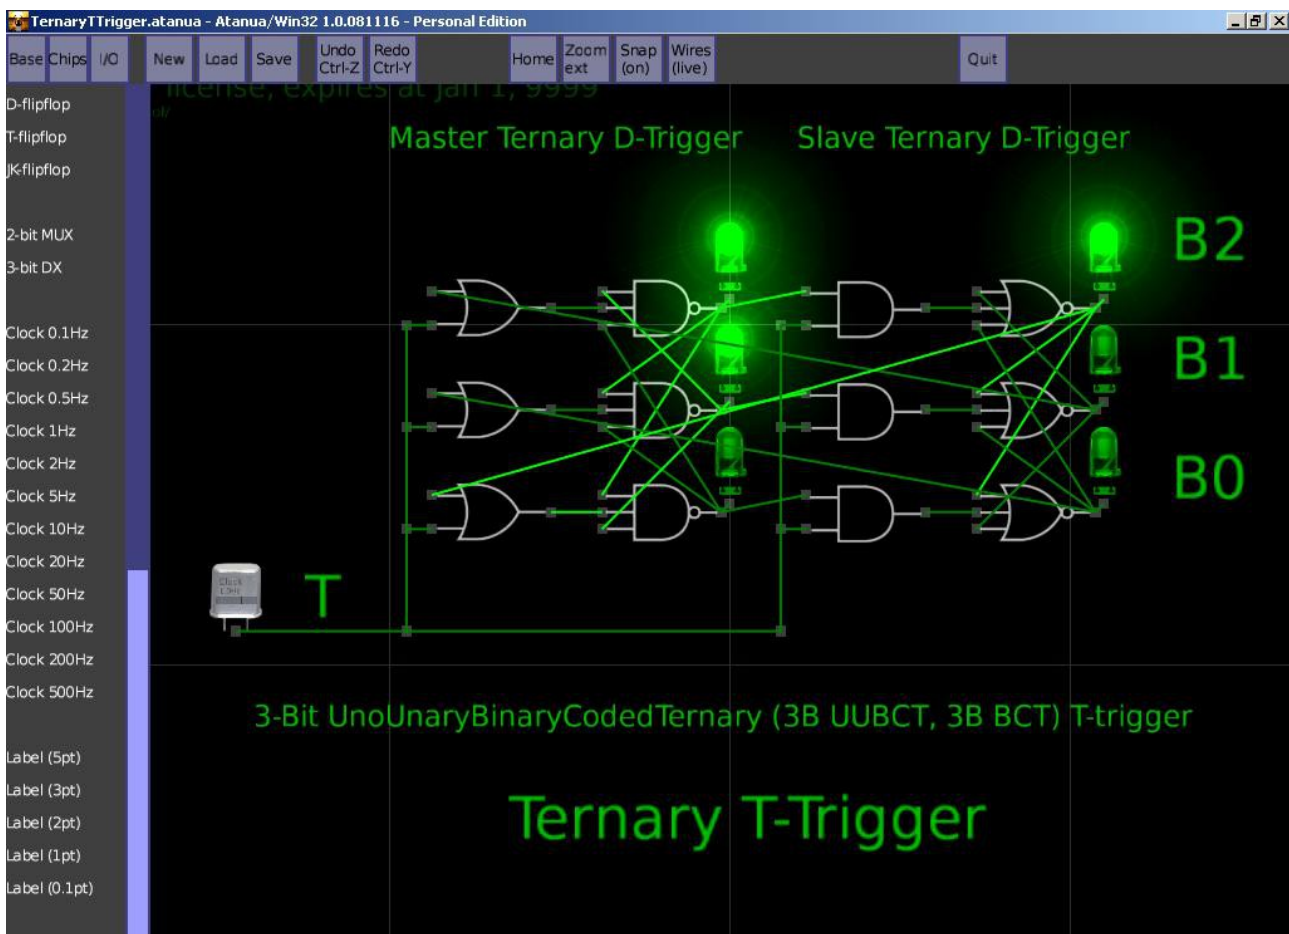 TernaryTTrigger.atanua - Atanua/Win32 1.0.081116 - Personal Edition
Base Chips I/O New Load Save Undo Ctrl-Z Redo Ctrl-Y Home Zoom ext Snap (on) Wires (live) Quit
license, expires at Jan 1, 9999
D-flipflop
T-flipflop
JK-flipflop
2-bit MUX
3-bit DX
Clock 0.1Hz
Clock 0.2Hz
Clock 0.5Hz
Clock 1Hz
Clock 2Hz
Clock 5Hz
Clock 10Hz
Clock 20Hz
Clock 50Hz
Clock 100Hz
Clock 200Hz
Clock 500Hz
Label (5pt)
Label (3pt)
Label (2pt)
Label (1pt)
Label (0.1pt)
Master Ternary D-Trigger
Slave Ternary D-Trigger
B2
B1
B0
Clock
T
3-Bit UnoUnaryBinaryCodedTernary (3B UUBCT, 3B BCT) T-trigger
Ternary T-Trigger